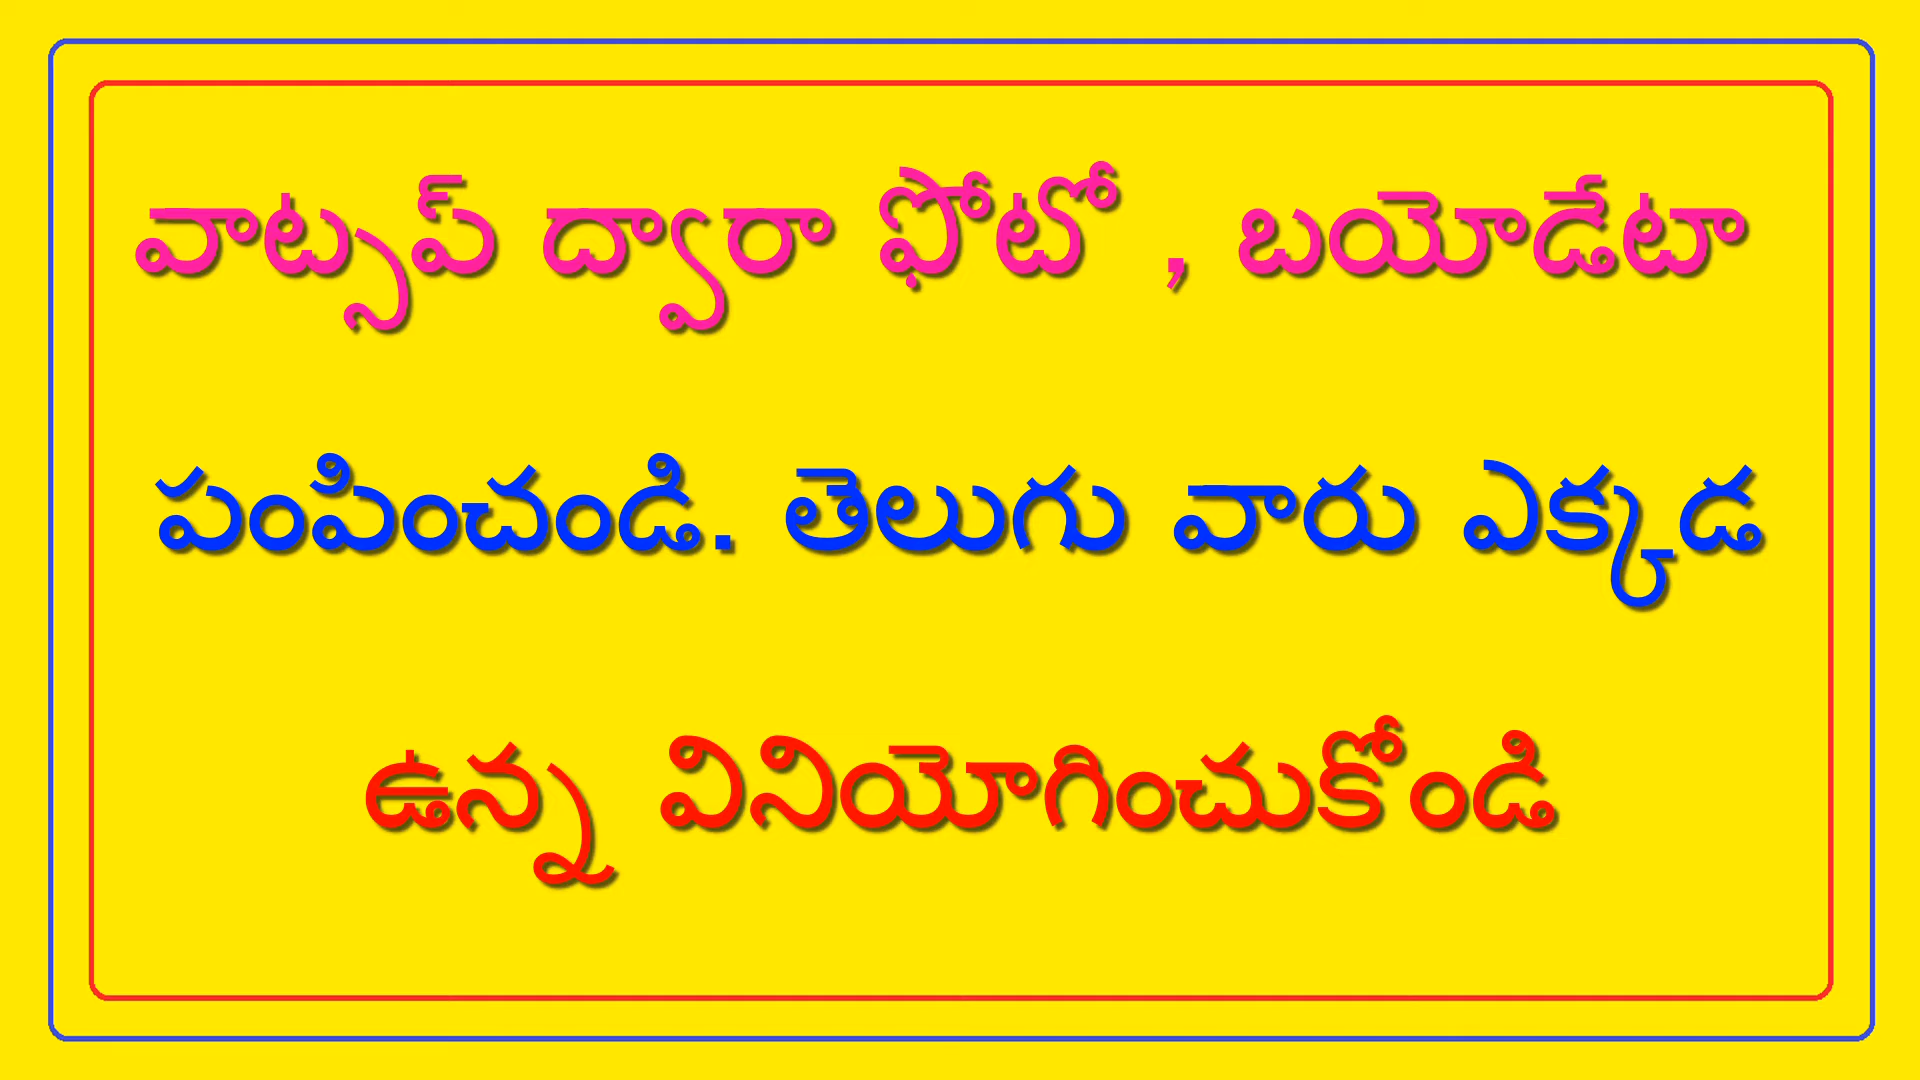 వాట్సప్ ద్వారా ఫోటో , బయోడేటా
పంపించండి. తెలుగు వారు ఎక్కడ
ఉన్న వినియోగించుకోండి